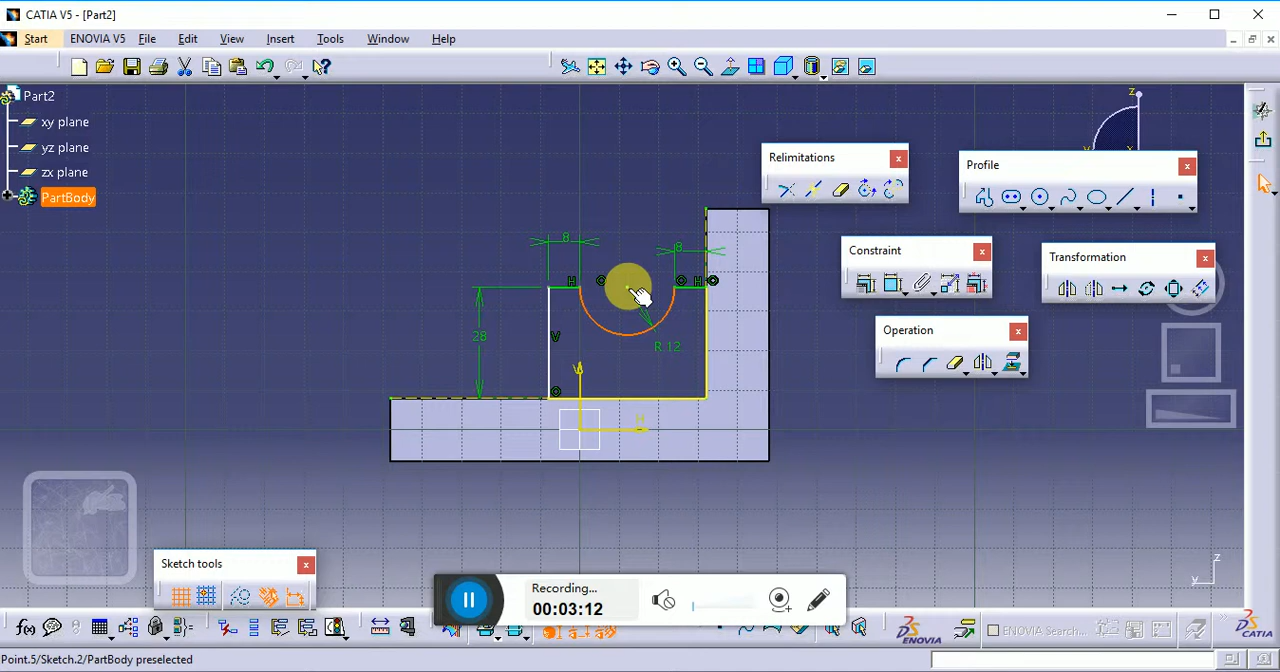 CATIA V5 - [Part2]
Start ENOVIA V5 File Edit View Insert Tools Window Help
Part2
xy plane
yz plane
zx plane
PartBody
z
y x
Relimitations
Profile
Constraint
Transformation
Operation
8 8
H H
28
V
R 12
V
H
Sketch tools
Recording...
00:03:12
z
y
f(x)
ENOVIA
ENOVIA Search...
CATIA
Point.5/Sketch.2/PartBody preselected